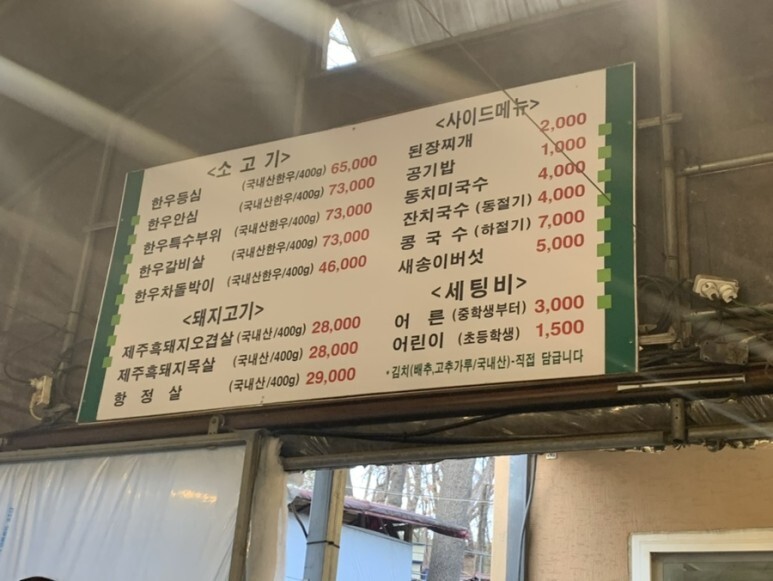 <소 고 기>
한우등심 (국내산한우/400g) 65,000
한우안심 (국내산한우/400g) 73,000
한우특수부위 (국내산한우/400g) 73,000
한우갈비살 (국내산한우/400g) 73,000
한우차돌박이 (국내산한우/400g) 46,000
<돼지고기>
제주흑돼지오겹살 (국내산/400g) 28,000
제주흑돼지목살 (국내산/400g) 28,000
항 정 살 (국내산/400g) 29,000
<사이드메뉴>
된장찌개 2,000
공기밥 1,000
동치미국수 4,000
잔치국수 (동절기) 4,000
콩 국 수 (하절기) 7,000
새송이버섯 5,000
<세팅비>
어 른 (중학생부터) 3,000
어린이 (초등학생) 1,500
*김치(배추,고추가루/국내산)-직접 담급니다